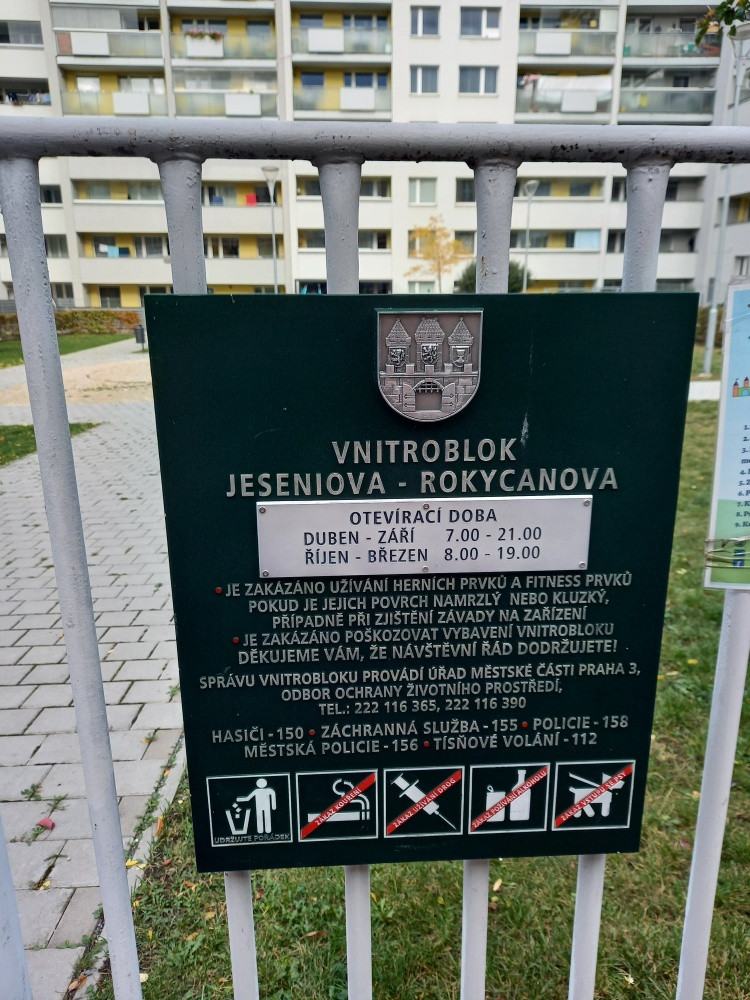 VNITROBLOK
JESENIOVA - ROKYCANOVA
OTEVÍRACÍ DOBA
DUBEN - ZÁŘÍ 7.00 - 21.00
ŘÍJEN - BŘEZEN 8.00 - 19.00
• JE ZAKÁZÁNO UŽÍVÁNÍ HERNÍCH PRVKŮ A FITNESS PRVKŮ
POKUD JE JEJICH POVRCH NAMRZLÝ NEBO KLUZKÝ,
PŘÍPADNĚ PŘI ZJIŠTĚNÍ ZÁVADY NA ZAŘÍZENÍ
• JE ZAKÁZÁNO POŠKOZOVAT VYBAVENÍ VNITROBLOKU
DĚKUJEME VÁM, ŽE NÁVŠTĚVNÍ ŘÁD DODRŽUJETE!
SPRÁVU VNITROBLOKU PROVÁDÍ ÚŘAD MĚSTSKÉ ČÁSTI PRAHA 3,
ODBOR OCHRANY ŽIVOTNÍHO PROSTŘEDÍ,
TEL.: 222 116 365, 222 116 390
HASIČI - 150 • ZÁCHRANNÁ SLUŽBA - 155 • POLICIE - 158
MĚSTSKÁ POLICIE - 156 • TÍSŇOVÉ VOLÁNÍ - 112
UDRŽUJTE POŘÁDEK
ZÁKAZ KOUŘENÍ
ZÁKAZ UŽÍVÁNÍ DROG
ZÁKAZ POŽÍVÁNÍ ALKOHOLU
ZÁKAZ VSTUPU SE PSY